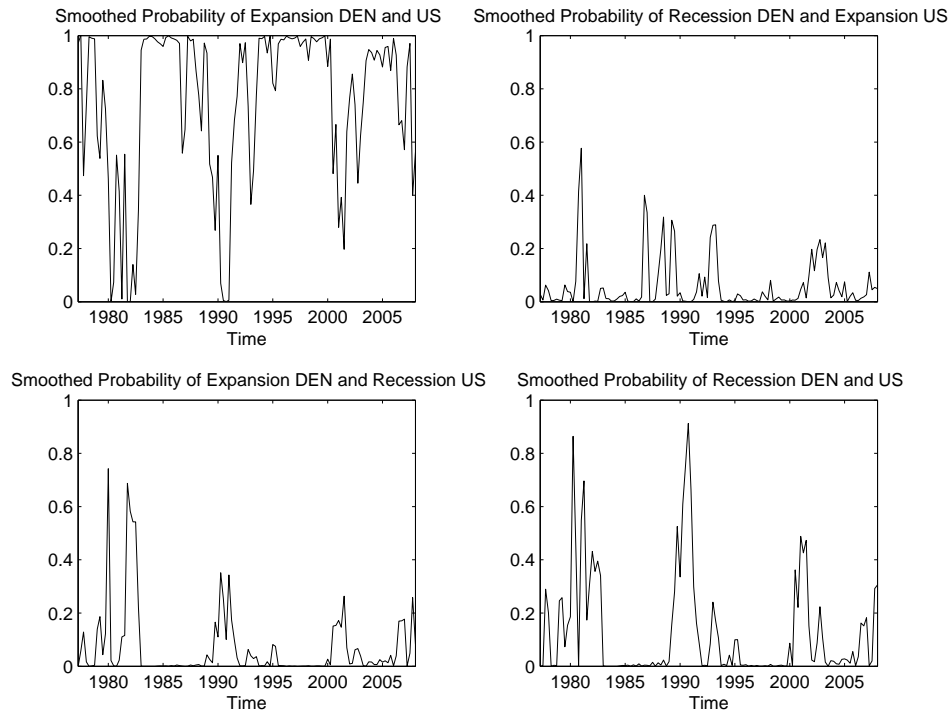 Smoothed Probability of Expansion DEN and US
1
0.8
0.6
0.4
0.2
0
1980 1985 1990 1995 2000 2005
Time
Smoothed Probability of Recession DEN and Expansion US
1
0.8
0.6
0.4
0.2
0
1980 1985 1990 1995 2000 2005
Time
Smoothed Probability of Expansion DEN and Recession US
1
0.8
0.6
0.4
0.2
0
1980 1985 1990 1995 2000 2005
Time
Smoothed Probability of Recession DEN and US
1
0.8
0.6
0.4
0.2
0
1980 1985 1990 1995 2000 2005
Time